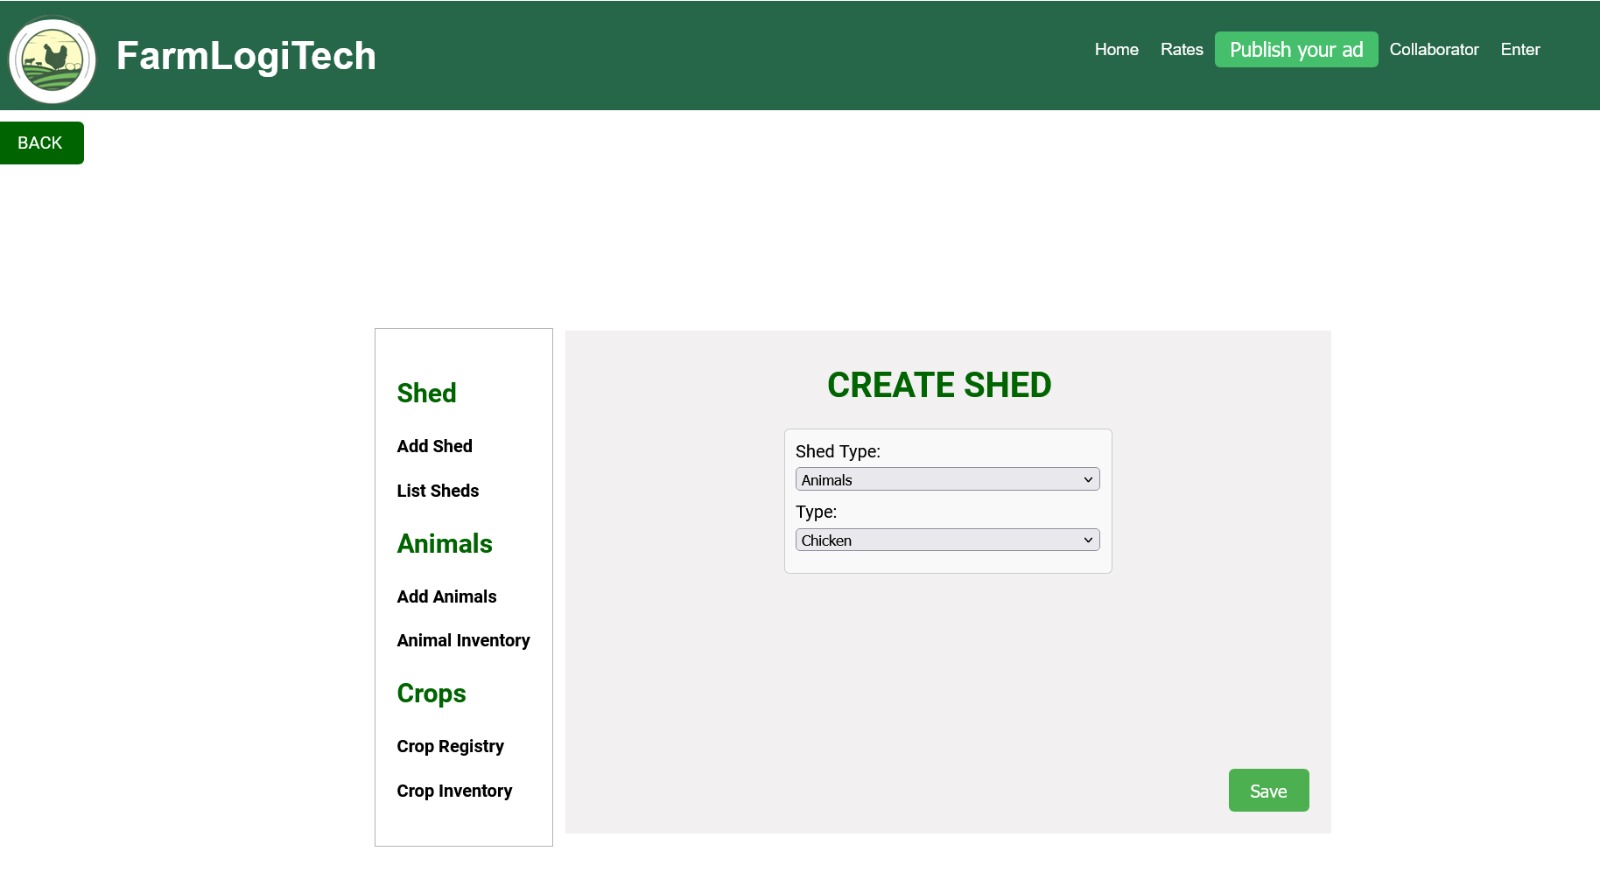 FarmLogiTech
Home Rates Publish your ad Collaborator Enter
BACK
Shed
Add Shed
List Sheds
Animals
Add Animals
Animal Inventory
Crops
Crop Registry
Crop Inventory
CREATE SHED
Shed Type:
Animals
Type:
Chicken
Save